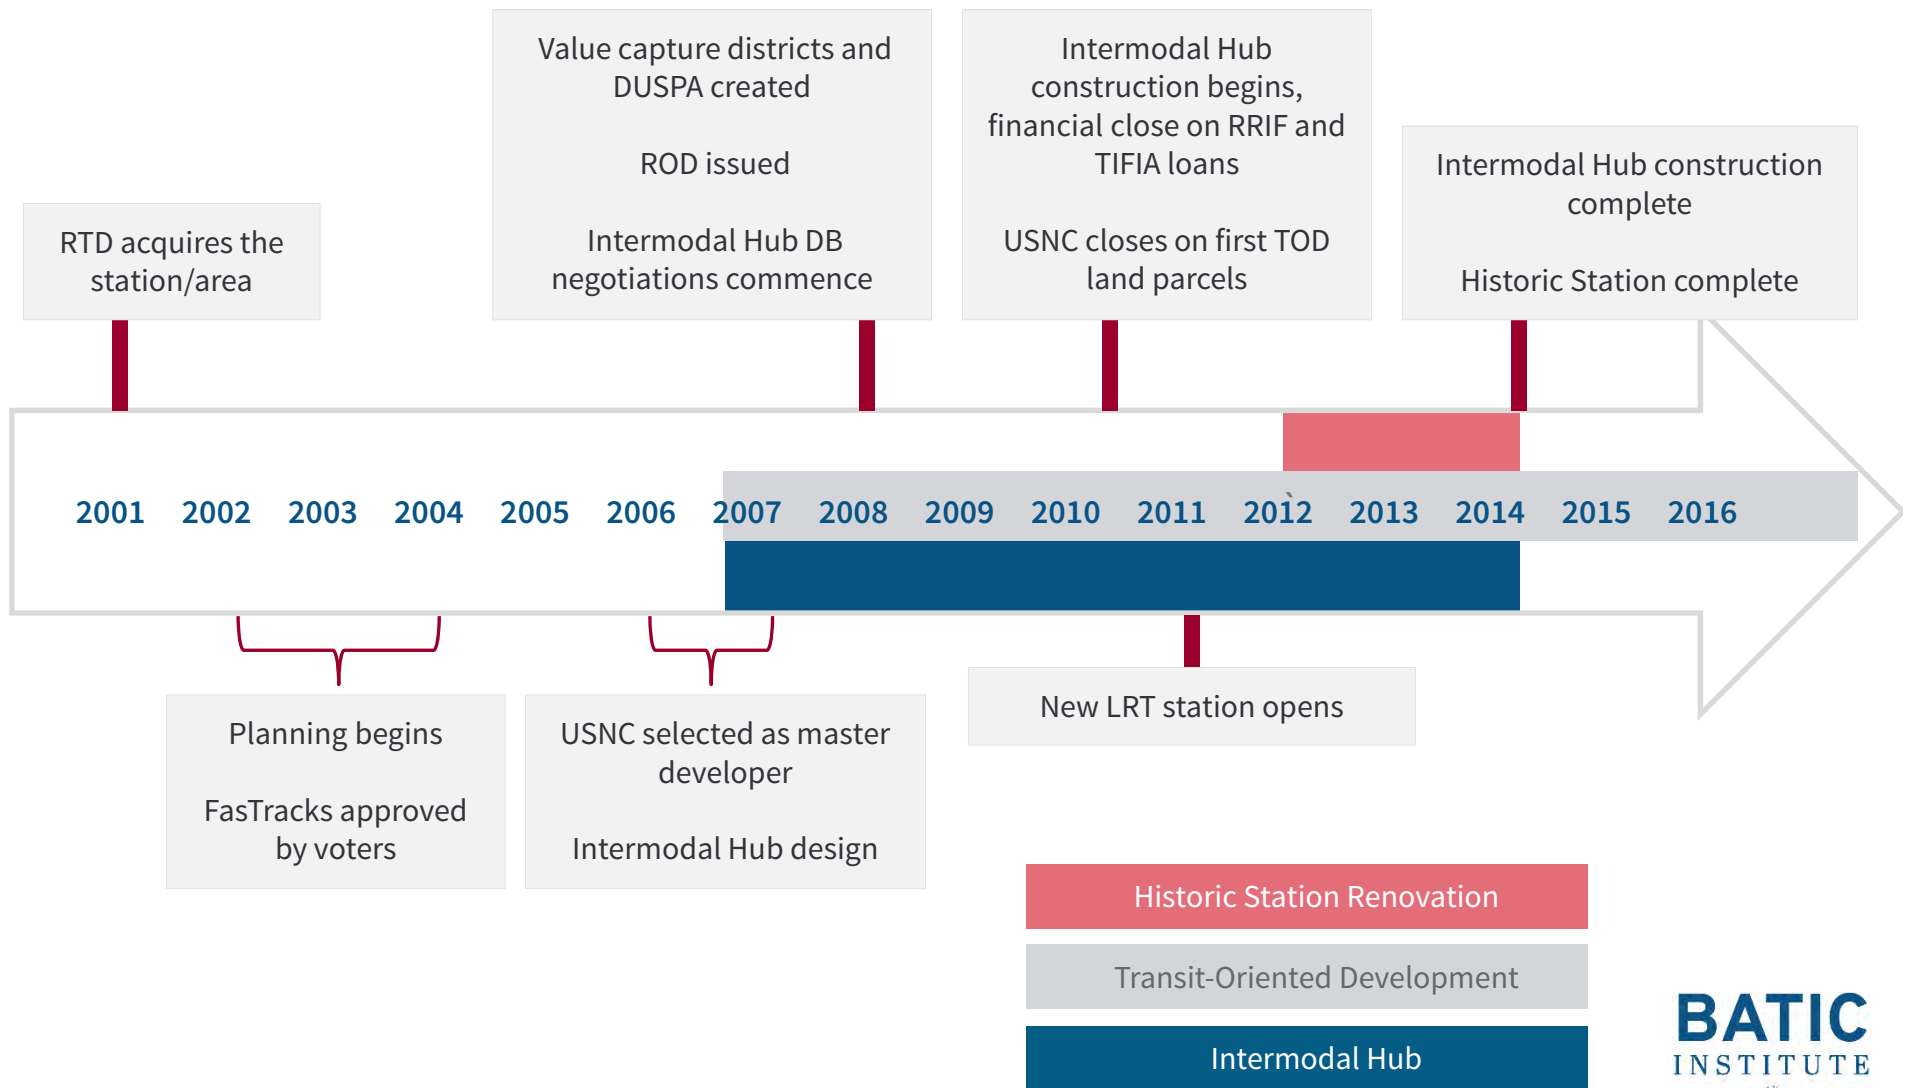 Value capture districts and
DUSPA created
ROD issued
Intermodal Hub DB
negotiations commence
Intermodal Hub
construction begins,
financial close on RRIF and
TIFIA loans
USNC closes on first TOD
land parcels
Intermodal Hub construction
complete
Historic Station complete
RTD acquires the
station/area
2001 2002 2003 2004 2005 2006 2007 2008 2009 2010 2011 2012 2013 2014 2015 2016
`
Planning begins
FasTracks approved
by voters
USNC selected as master
developer
Intermodal Hub design
New LRT station opens
Historic Station Renovation
Transit-Oriented Development
Intermodal Hub
BATIC
INSTITUTE